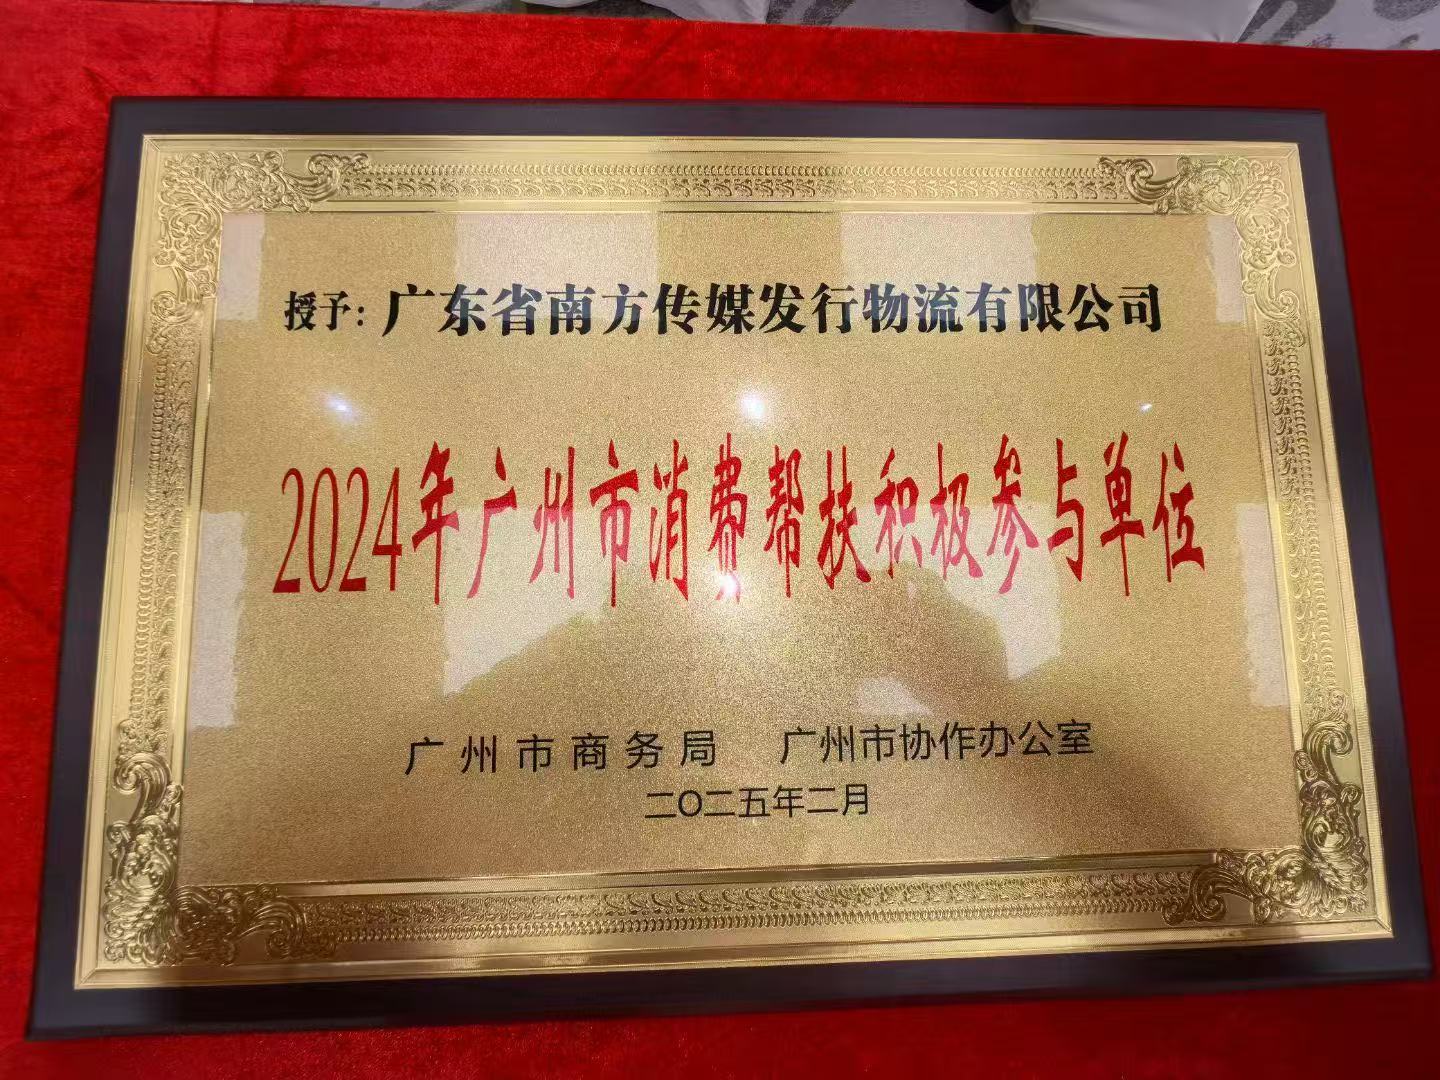 授予：广东省南方传媒发行物流有限公司
2024年广州市消费帮扶积极参与单位
广州市商务局 广州市协作办公室
二〇二五年二月